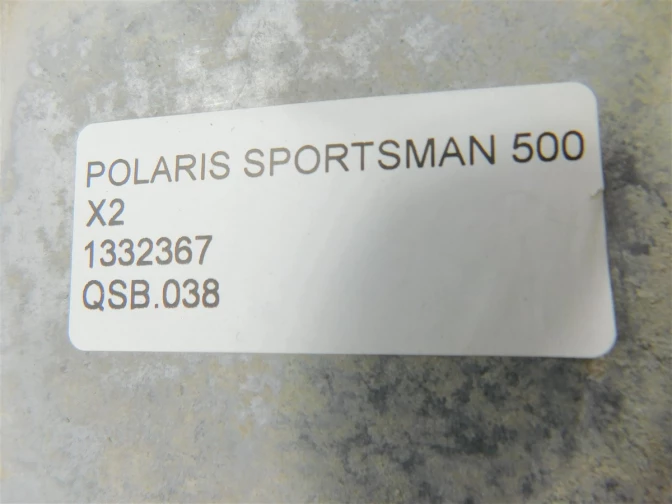 POLARIS SPORTSMAN 500
X2
1332367
QSB.038